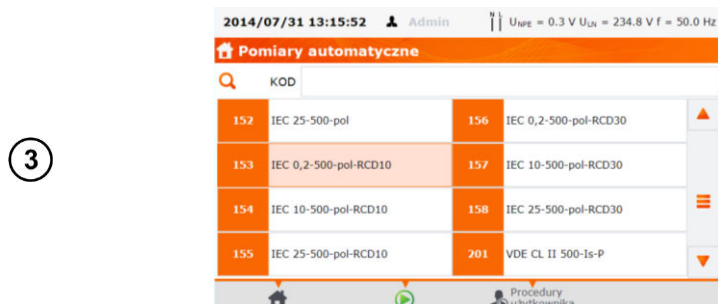 2014/07/31 13:15:52 Admin N L U_NPE = 0.3 V U_LN = 234.8 V f = 50.0 Hz
Pomiary automatyczne
KOD
3
152 IEC 25-500-pol 156 IEC 0,2-500-pol-RCD30
153 IEC 0,2-500-pol-RCD10 157 IEC 10-500-pol-RCD30
154 IEC 10-500-pol-RCD10 158 IEC 25-500-pol-RCD30
155 IEC 25-500-pol-RCD10 201 VDE CL II 500-Is-P
Procedury
użytkownika